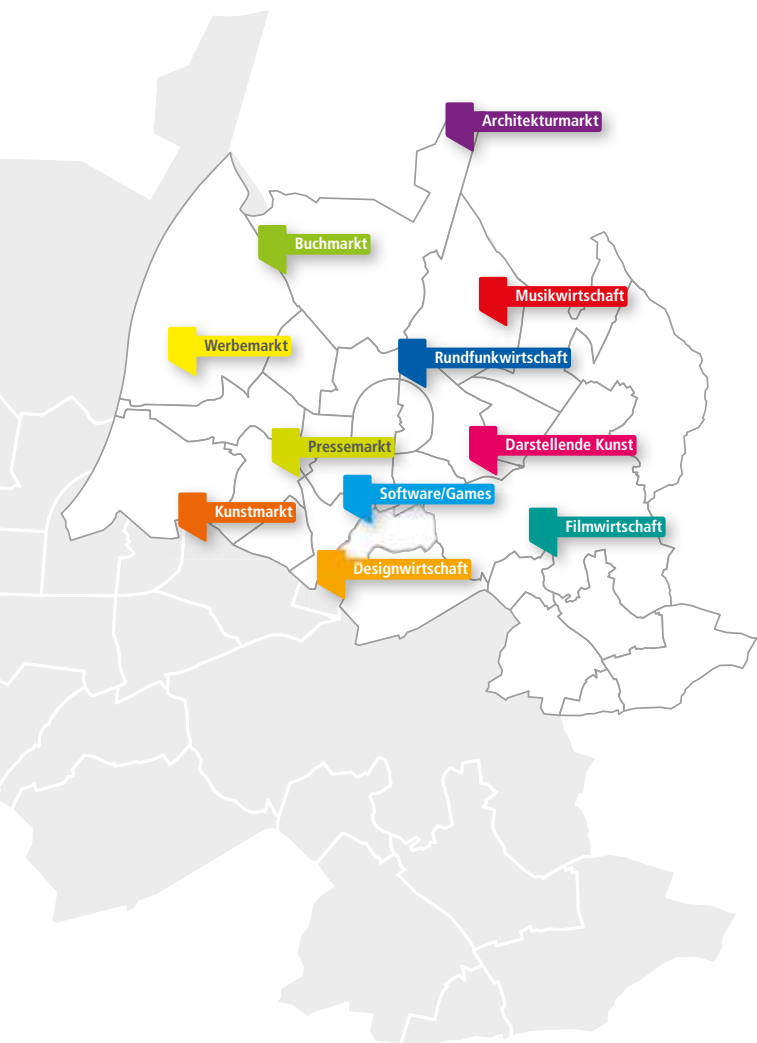 Architekturmarkt
Buchmarkt
Musikwirtschaft
Werbemarkt
Rundfunkwirtschaft
Pressemarkt
Darstellende Kunst
Software/Games
Kunstmarkt
Filmwirtschaft
Designwirtschaft